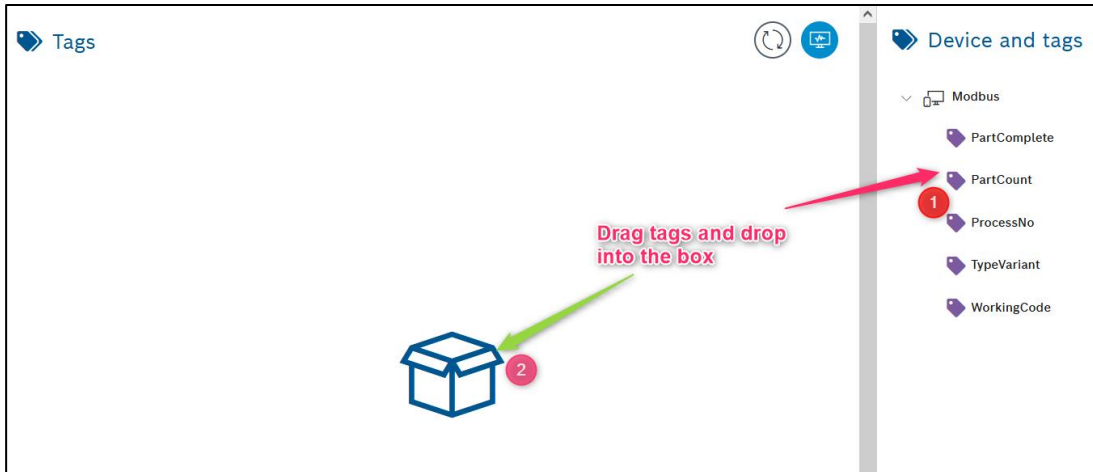 Tags
Device and tags
Modbus
PartComplete
PartCount
1
ProcessNo
Drag tags and drop
into the box
TypeVariant
WorkingCode
2